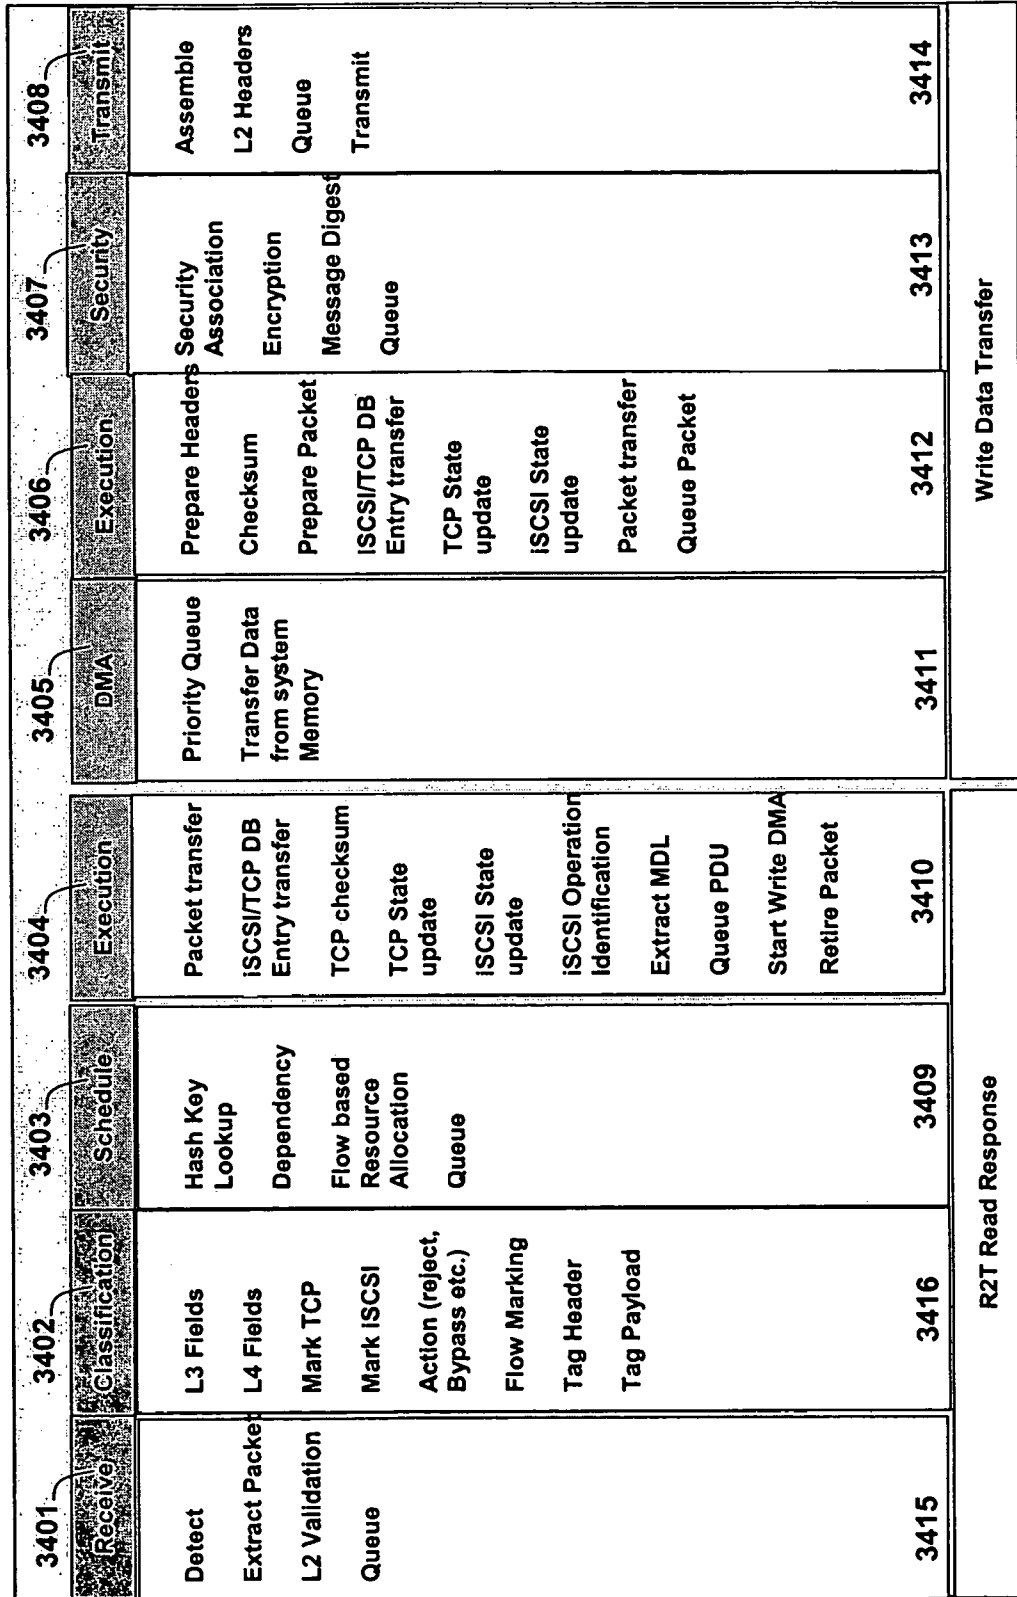 3401
3402
3403
3404
3405
3406
3407
3408
Receive
Classification
Schedule
Execution
DMA
Execution
Security
Transmit
Detect
Extract Packet
L2 Validation
Queue
3415
L3 Fields
L4 Fields
Mark TCP
Mark iSCSI
Action (reject,
Bypass etc.)
Flow Marking
Tag Header
Tag Payload
3416
Hash Key
Lookup
Dependency
Flow based
Resource
Allocation
Queue
3409
Packet transfer
iSCSI/TCP DB
Entry transfer
TCP checksum
TCP State
update
iSCSI State
update
iSCSI Operation
Identification
Extract MDL
Queue PDU
Start Write DMA
Retire Packet
3410
Priority Queue
Transfer Data
from system
Memory
3411
Prepare Headers
Checksum
Prepare Packet
iSCSI/TCP DB
Entry transfer
TCP State
update
iSCSI State
update
Packet transfer
Queue Packet
3412
Security
Association
Encryption
Message Digest
Queue
3413
Assemble
L2 Headers
Queue
Transmit
3414
R2T Read Response
Write Data Transfer